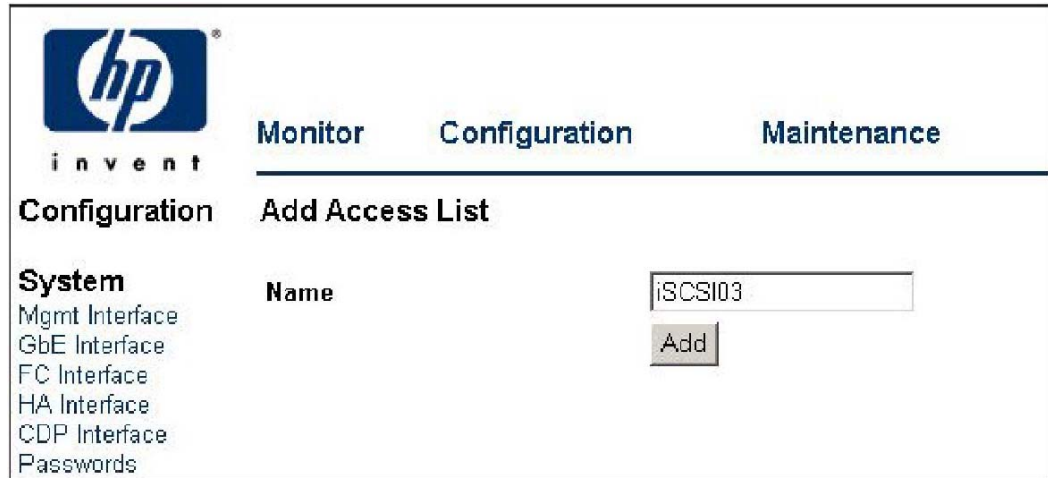 hp
®
invent
Monitor Configuration Maintenance
Configuration
Add Access List
System
Mgmt Interface
GbE Interface
FC Interface
HA Interface
CDP Interface
Passwords
Name
iSCSI03
Add